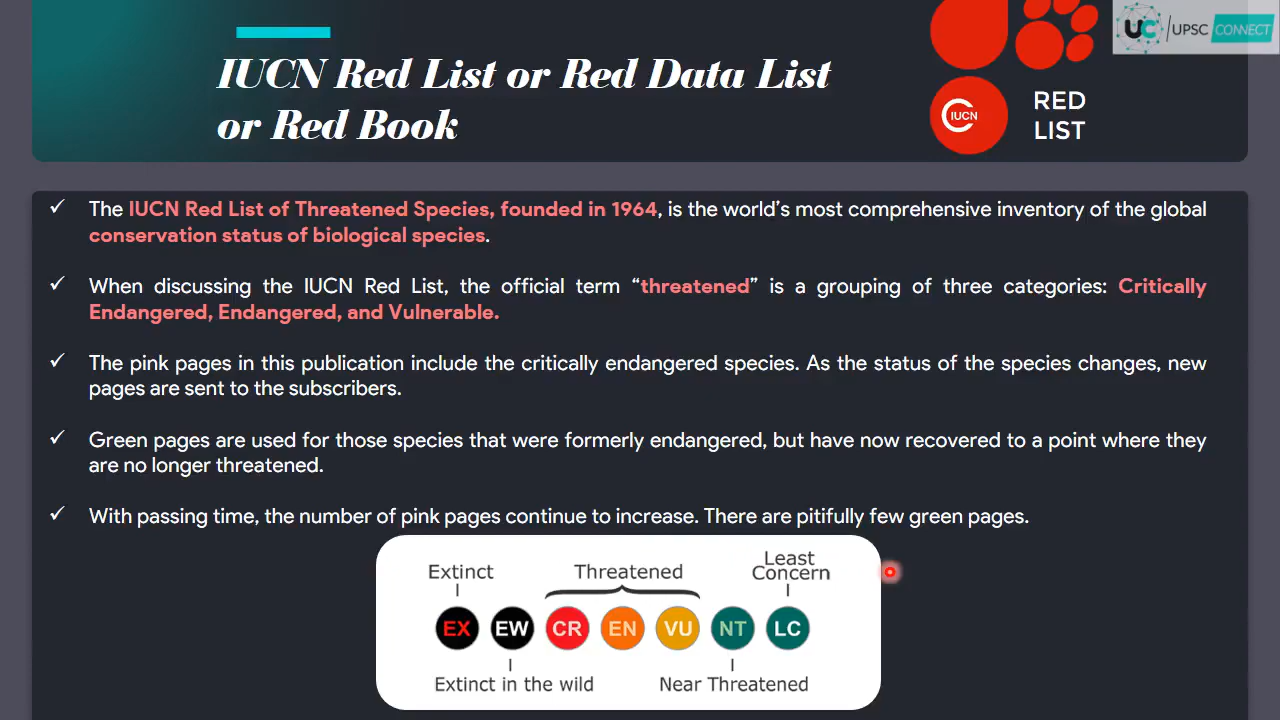 UC UPSC CONNECT
IUCN Red List or Red Data List
or Red Book
IUCN
RED
LIST
✓ The IUCN Red List of Threatened Species, founded in 1964, is the world's most comprehensive inventory of the global
conservation status of biological species.
✓ When discussing the IUCN Red List, the official term “threatened” is a grouping of three categories: Critically
Endangered, Endangered, and Vulnerable.
✓ The pink pages in this publication include the critically endangered species. As the status of the species changes, new
pages are sent to the subscribers.
✓ Green pages are used for those species that were formerly endangered, but have now recovered to a point where they
are no longer threatened.
✓ With passing time, the number of pink pages continue to increase. There are pitifully few green pages.
Extinct Threatened Least
Concern
EX EW CR EN VU NT LC
Extinct in the wild Near Threatened